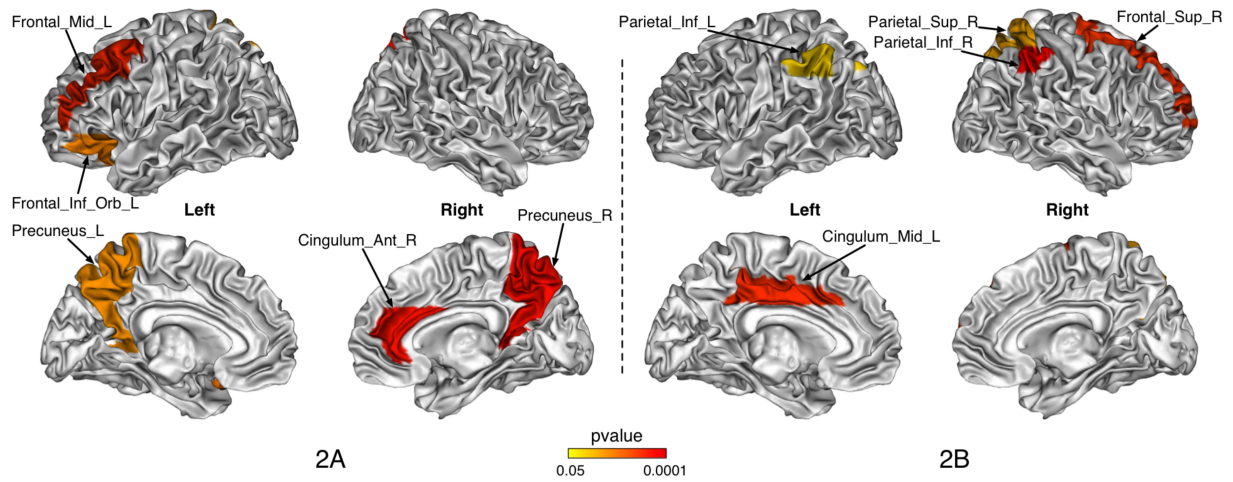 Frontal_Mid_L
Parietal_Inf_L
Parietal_Sup_R
Frontal_Sup_R
Parietal_Inf_R
Frontal_Inf_Orb_L
Left
Right
Left
Right
Precuneus_R
Precuneus_L
Cingulum_Ant_R
Cingulum_Mid_L
pvalue
2A
2B
0.05
0.0001